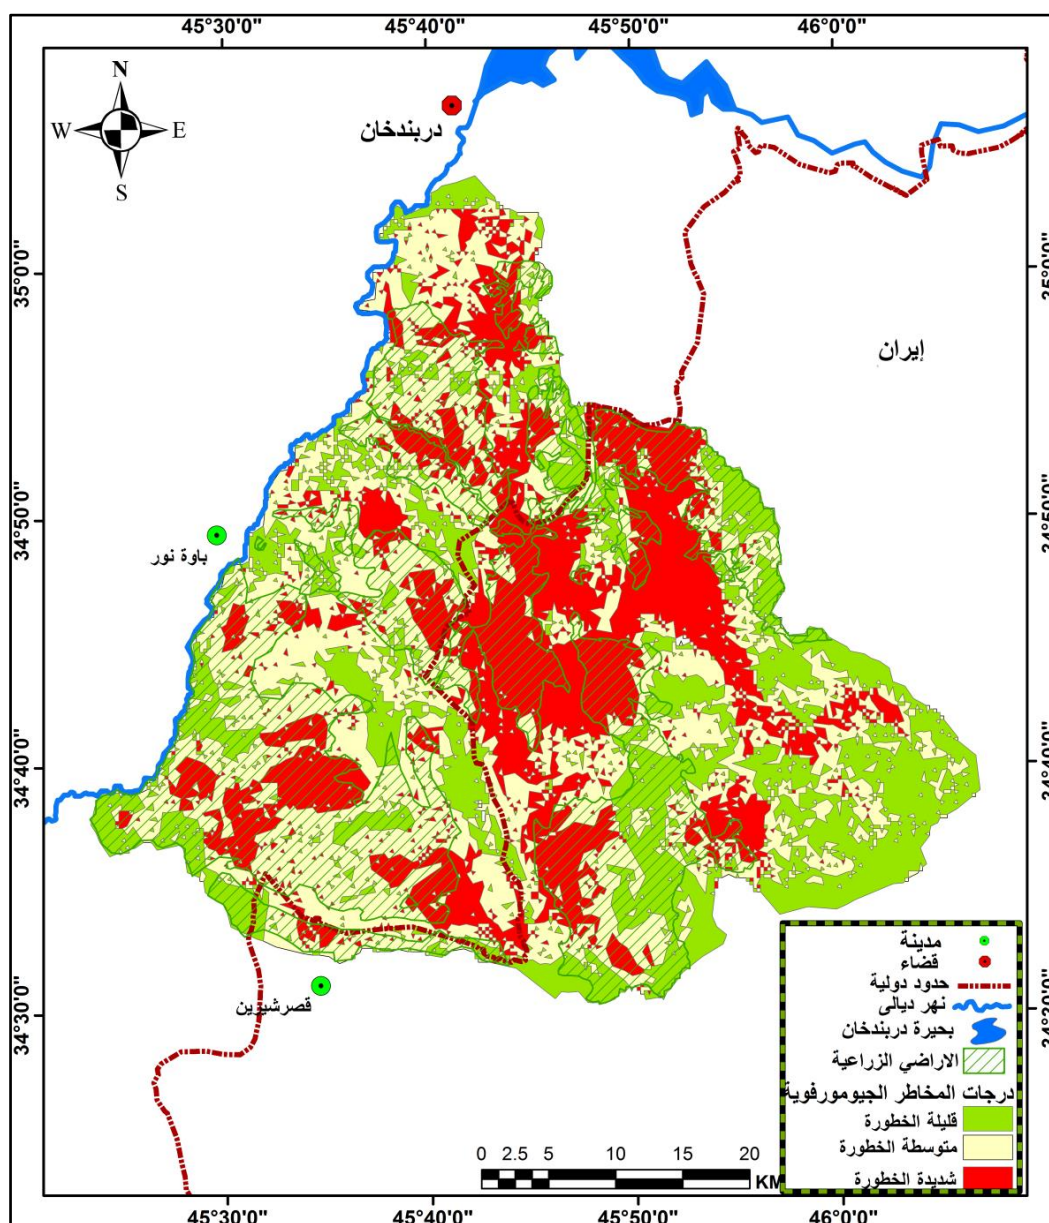 45°30'0" 45°40'0" 45°50'0" 46°0'0"
N
W E
S
دربندخان
35°0'0" 35°0'0"
إيران
34°50'0" 34°50'0"
باوة نور
34°40'0" 34°40'0"
قصرشيرين
34°30'0" 34°30'0"
مدينة
قضاء
حدود دولية
نهر ديالى
بحيرة دربندخان
الاراضي الزراعية
درجات المخاطر الجيومورفوية
قليلة الخطورة
متوسطة الخطورة
شديدة الخطورة
0 2.5 5 10 15 20
KM
45°30'0" 45°40'0" 45°50'0" 46°0'0"